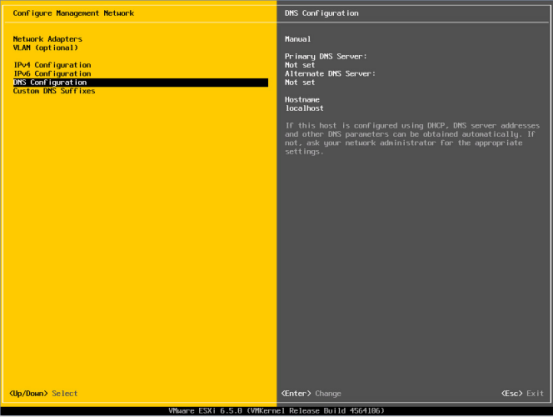 Configure Management Network
DNS Configuration
Network Adapters
VLAN (optional)
IPv4 Configuration
IPv6 Configuration
DNS Configuration
Custom DNS Suffixes
Manual
Primary DNS Server:
Not set
Alternate DNS Server:
Not set
Hostname
localhost
If this host is configured using DHCP, DNS server addresses
and other DNS parameters can be obtained automatically. If
not, ask your network administrator for the appropriate
settings.
<Up/Down> Select
<Enter> Change
<Esc> Exit
VMware ESXi 6.5.0 (VMKernel Release Build 4564106)